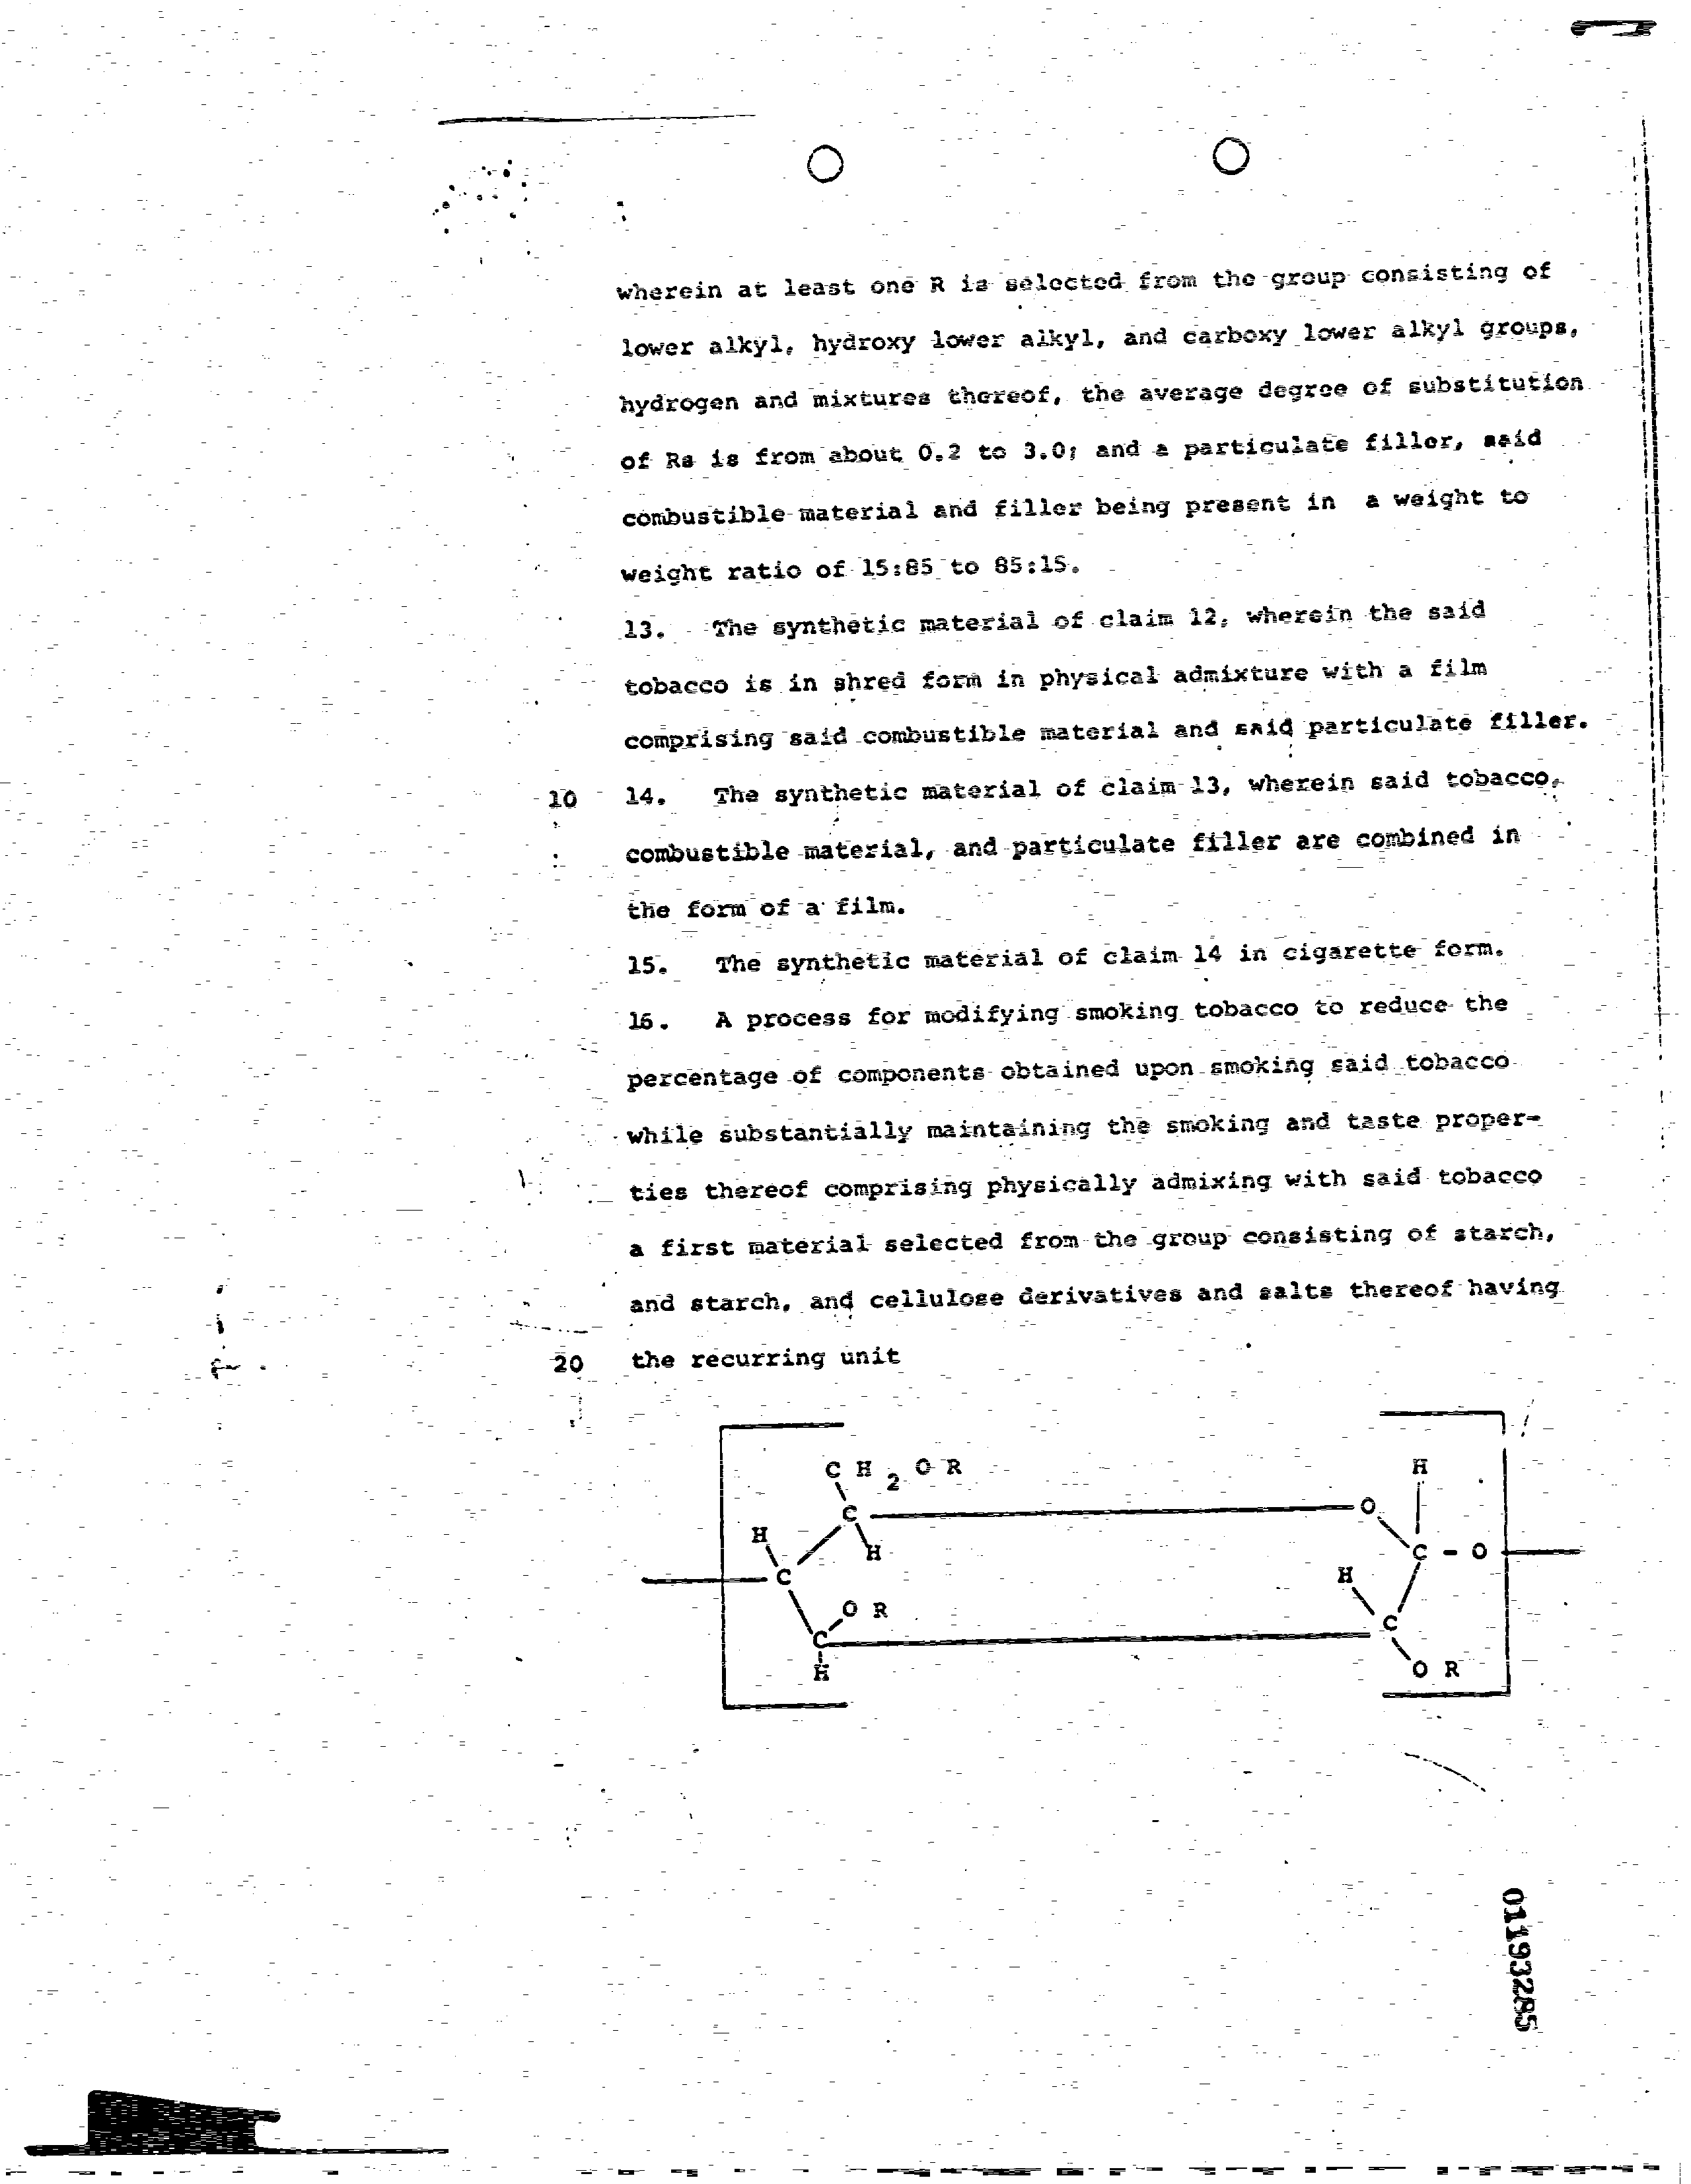 wherein at least one R is selected from the group consisting of
lower alkyl, hydroxy lower alkyl, and carboxy lower alkyl groups,
hydrogen and mixtures thereof, the average degree of substitution
of Rs is from about 0.2 to 3.0; and a particulate filler, said
combustible material and filler being present in a weight to
weight ratio of 15:85 to 85:15.
13. The synthetic material of claim 12, wherein the said
tobacco is in shred form in physical admixture with a film
comprising said combustible material and said particulate filler.
10 14. The synthetic material of claim 13, wherein said tobacco,
combustible material, and particulate filler are combined in
the form of a film.
15. The synthetic material of claim 14 in cigarette form.
16. A process for modifying smoking tobacco to reduce the
percentage of components obtained upon smoking said tobacco
while substantially maintaining the smoking and taste proper-
ties thereof comprising physically admixing with said tobacco
a first material selected from the group consisting of starch,
and starch, and cellulose derivatives and salts thereof having
20 the recurring unit
C H 2 O R H
C O
H H C - O
C H
O R C
C
H O R
01193285